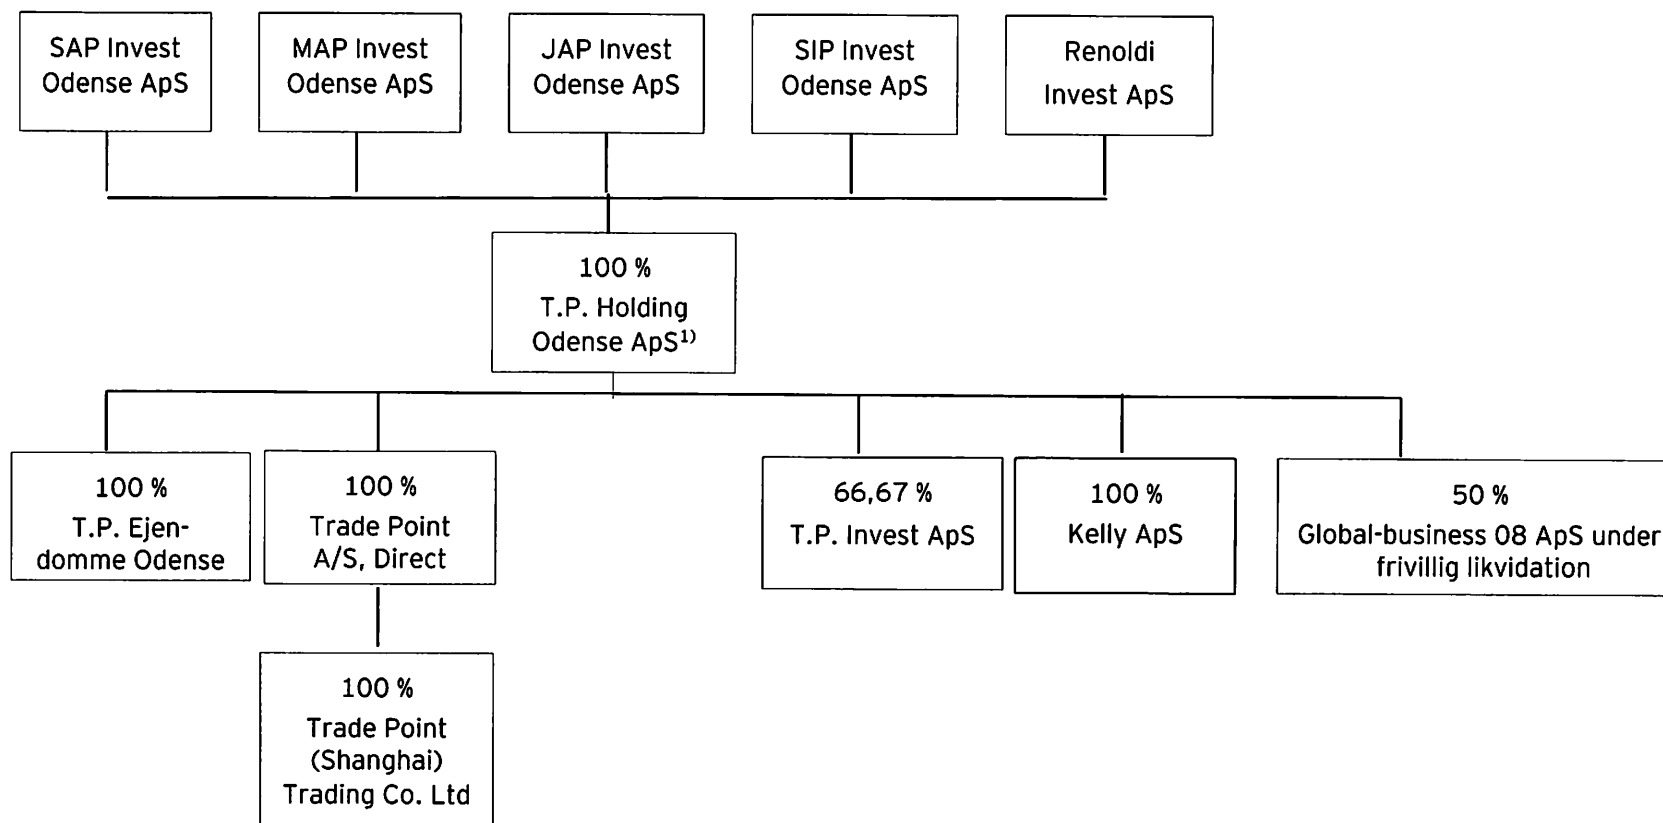 SAP Invest
Odense ApS
MAP Invest
Odense ApS
JAP Invest
Odense ApS
SIP Invest
Odense ApS
Renoldi
Invest ApS
100 %
T.P. Holding
Odense ApS¹⁾
100 %
T.P. Ejen-
domme Odense
100 %
Trade Point
A/S, Direct
66,67 %
T.P. Invest ApS
100 %
Kelly ApS
50 %
Global-business 08 ApS under
frivillig likvidation
100 %
Trade Point
(Shanghai)
Trading Co. Ltd